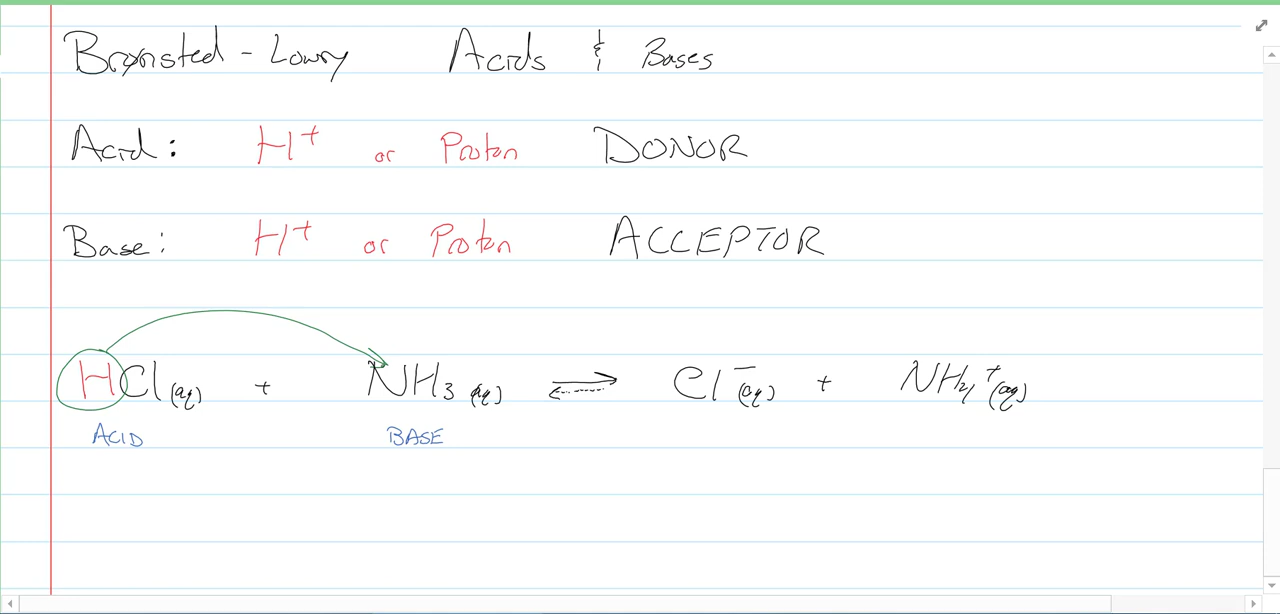 Brønsted - Lowry Acids & Bases
Acid: H⁺ or Proton DONOR
Base: H⁺ or Proton ACCEPTOR
HCl(aq) + NH₃(aq) ⇌ Cl⁻(aq) + NH₄⁺(aq)
ACID BASE